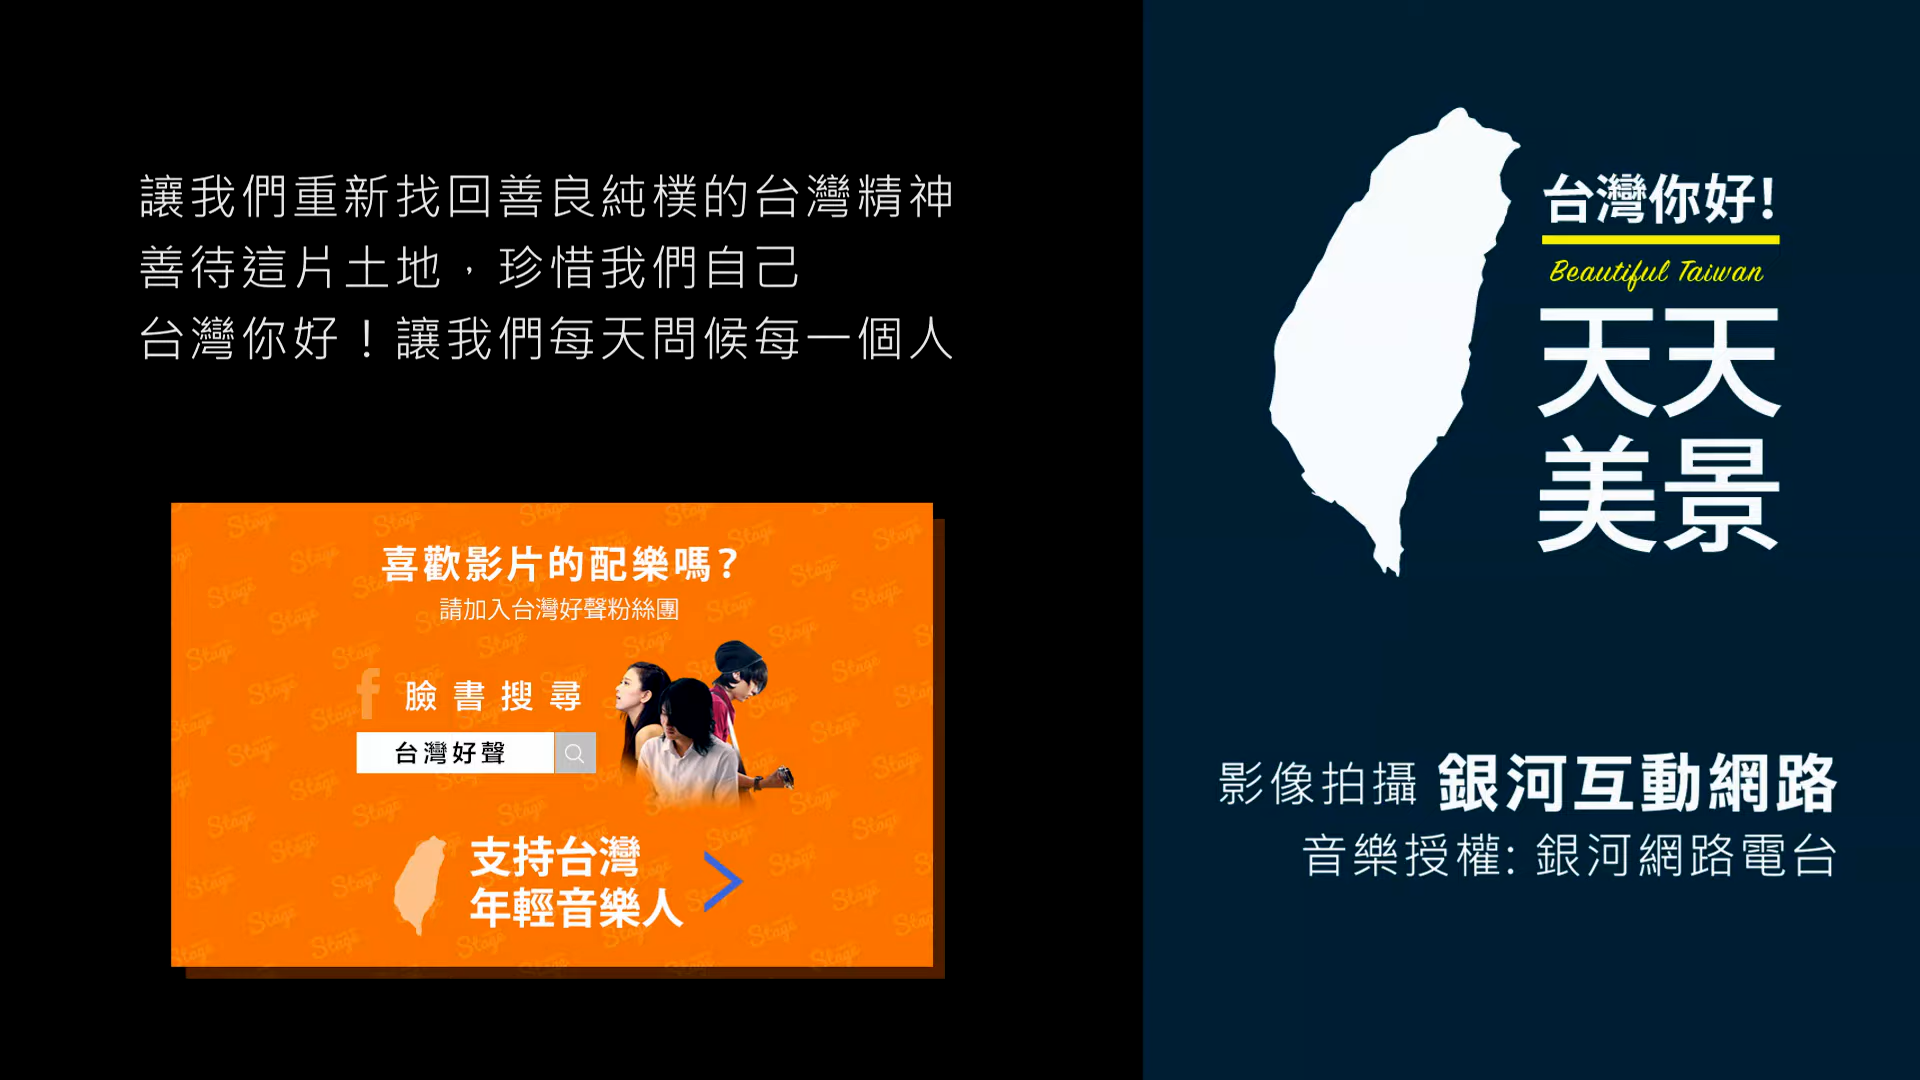 讓我們重新找回善良純樸的台灣精神
善待這片土地，珍惜我們自己
台灣你好！讓我們每天問候每一個人
喜歡影片的配樂嗎？
請加入台灣好聲粉絲團
f 臉書搜尋
台灣好聲
支持台灣
年輕音樂人
台灣你好!
Beautiful Taiwan
天天
美景
影像拍攝 銀河互動網路
音樂授權: 銀河網路電台